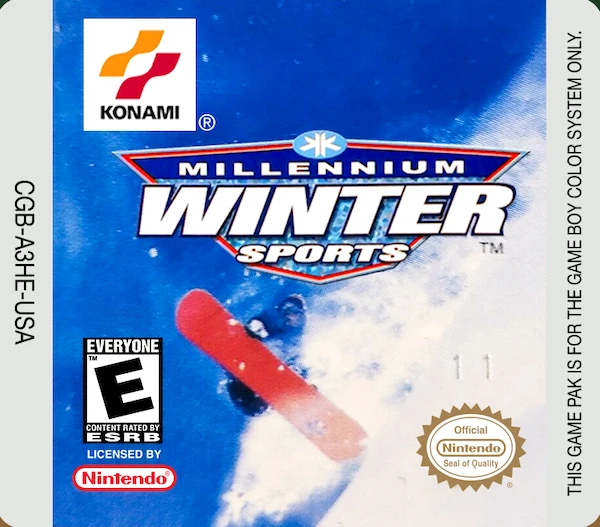 KONAMI
®
MILLENNIUM
WINTER
SPORTS
TM
CGB-A3HE-USA
THIS GAME PAK IS FOR THE GAME BOY COLOR SYSTEM ONLY.
EVERYONE
TM
E
CONTENT RATED BY
ESRB
LICENSED BY
Nintendo®
11
Official
Nintendo
Seal of Quality
®